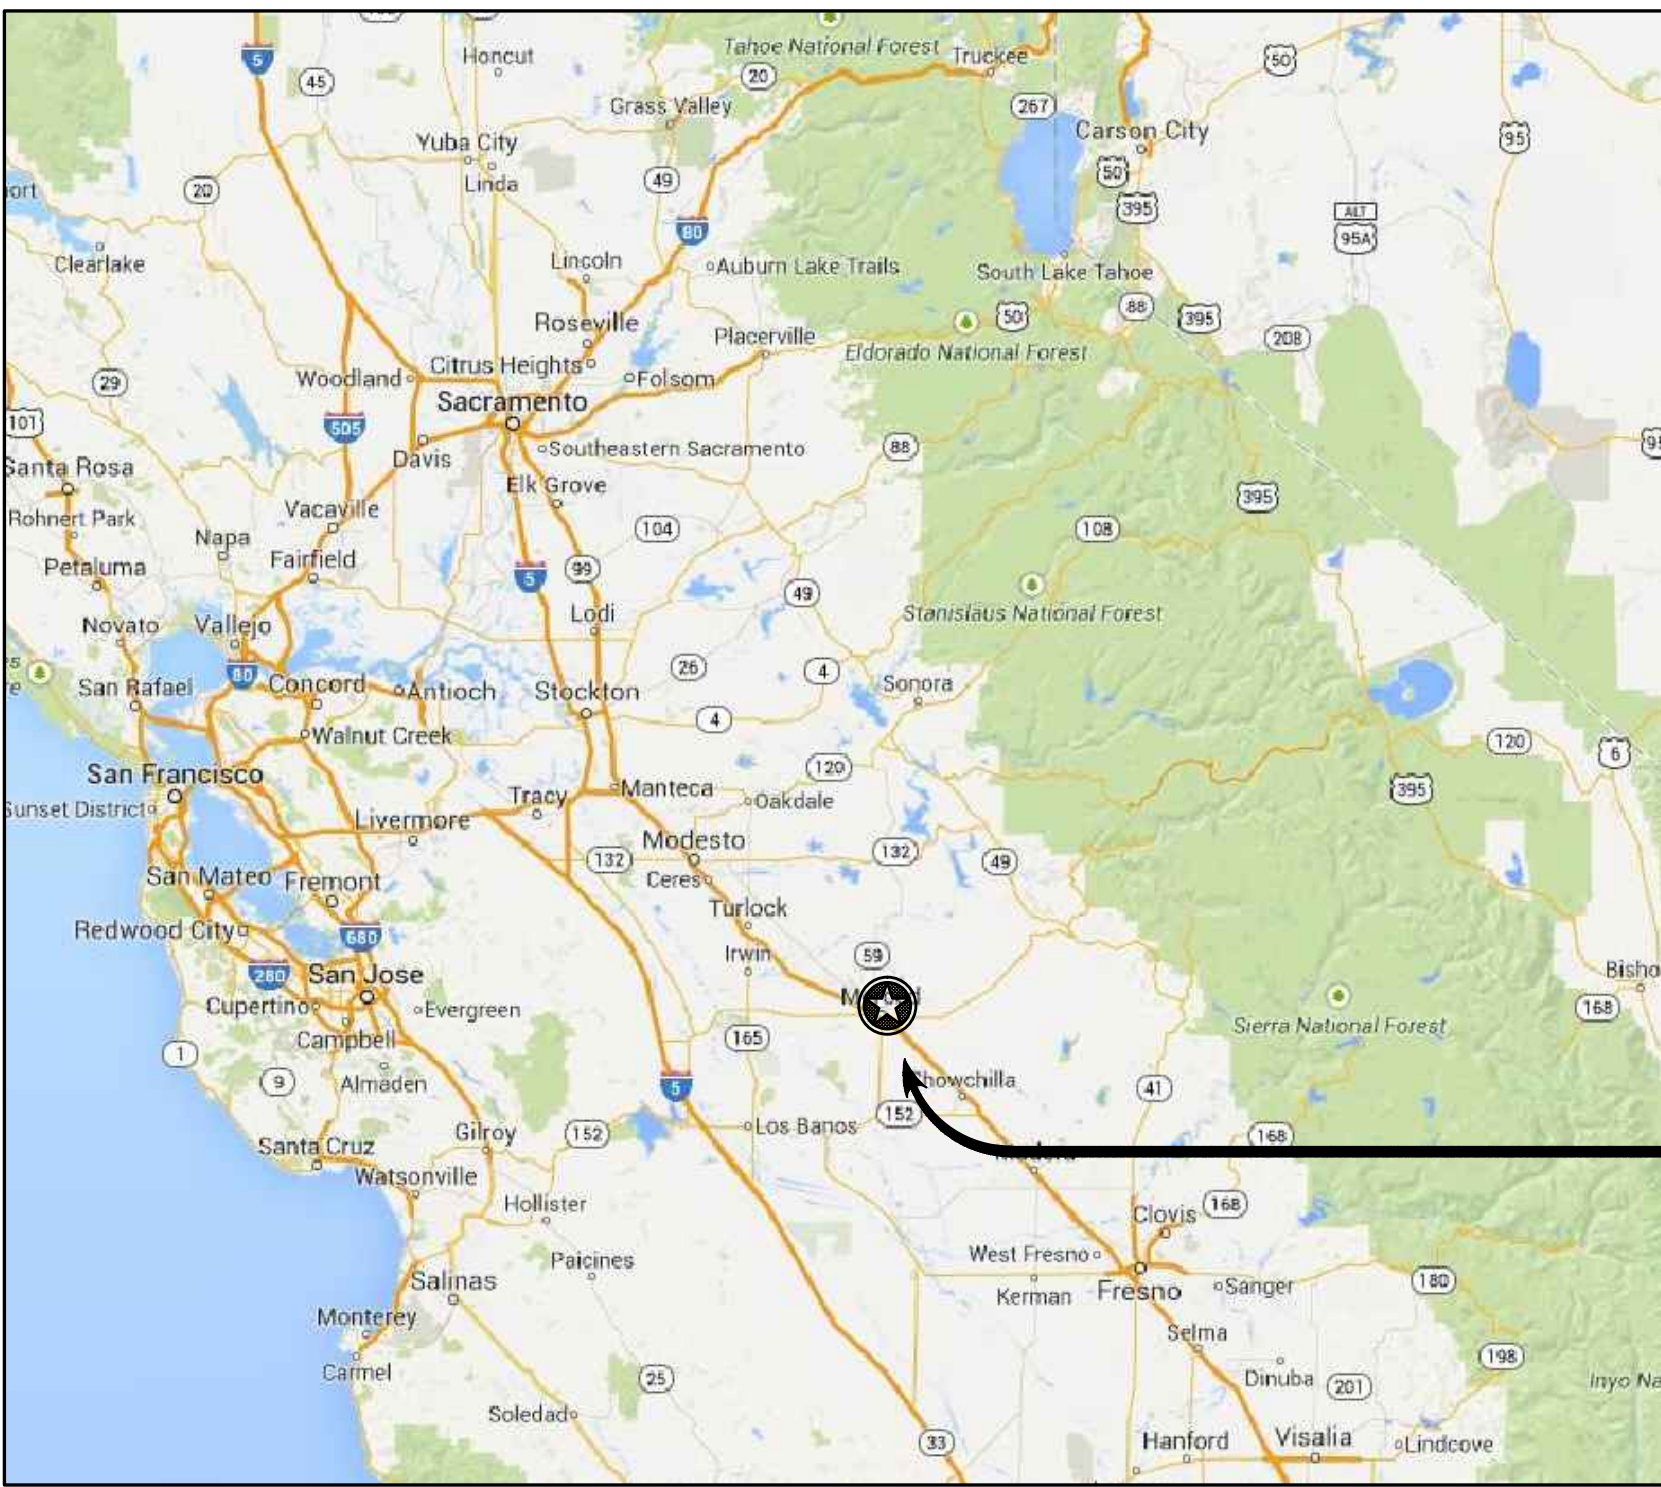 5
Honcut
Tahoe National Forest
Truckee
50
45
20
Grass Valley
267
Carson City
95
Yuba City
Linda
49
50
20
395
ALT
95A
80
Clearlake
Lincoln
Auburn Lake Trails
South Lake Tahoe
Roseville
Placerville
50
88
395
208
Eldorado National Forest
Citrus Heights
Woodland
Folsom
29
Sacramento
101
505
Southeastern Sacramento
88
Davis
Santa Rosa
Elk Grove
395
Vacaville
Rohnert Park
104
108
Napa
Fairfield
Petaluma
5
99
49
Stanislaus National Forest
Lodi
Novato
Vallejo
26
4
80
Concord
Antioch
Stockton
Sonora
San Rafael
4
Walnut Creek
120
6
San Francisco
120
395
Sunset District
Tracy
Manteca
Oakdale
Livermore
Modesto
132
132
49
San Mateo
Fremont
Ceres
Turlock
Redwood City
680
Irwin
59
280
San Jose
Cupertino
Evergreen
168
Campbell
165
Sierra National Forest
1
9
Almaden
5
Chowchilla
41
152
Los Banos
152
168
Santa Cruz
Gilroy
Watsonville
Hollister
Clovis
168
Paicines
West Fresno
Salinas
Kerman
Fresno
Sanger
180
Monterey
Selma
198
Carmel
25
Dinuba
201
Soledad
33
Hanford
Visalia
Lindcove